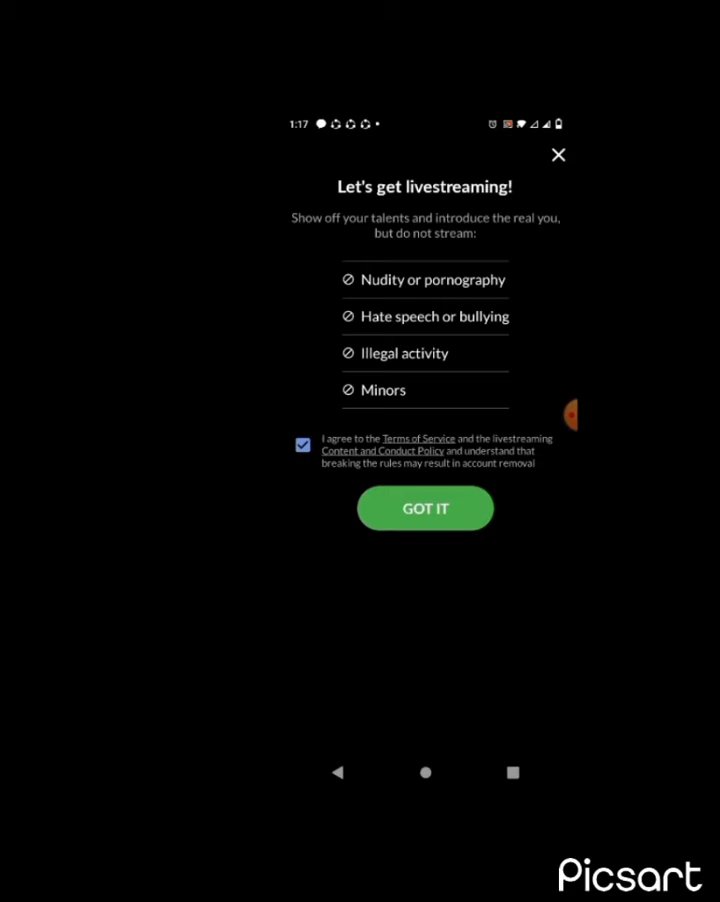 1:17
Let's get livestreaming!
Show off your talents and introduce the real you,
but do not stream:
Nudity or pornography
Hate speech or bullying
Illegal activity
Minors
I agree to the Terms of Service and the livestreaming
Content and Conduct Policy and understand that
breaking the rules may result in account removal
GOT IT
Picsart